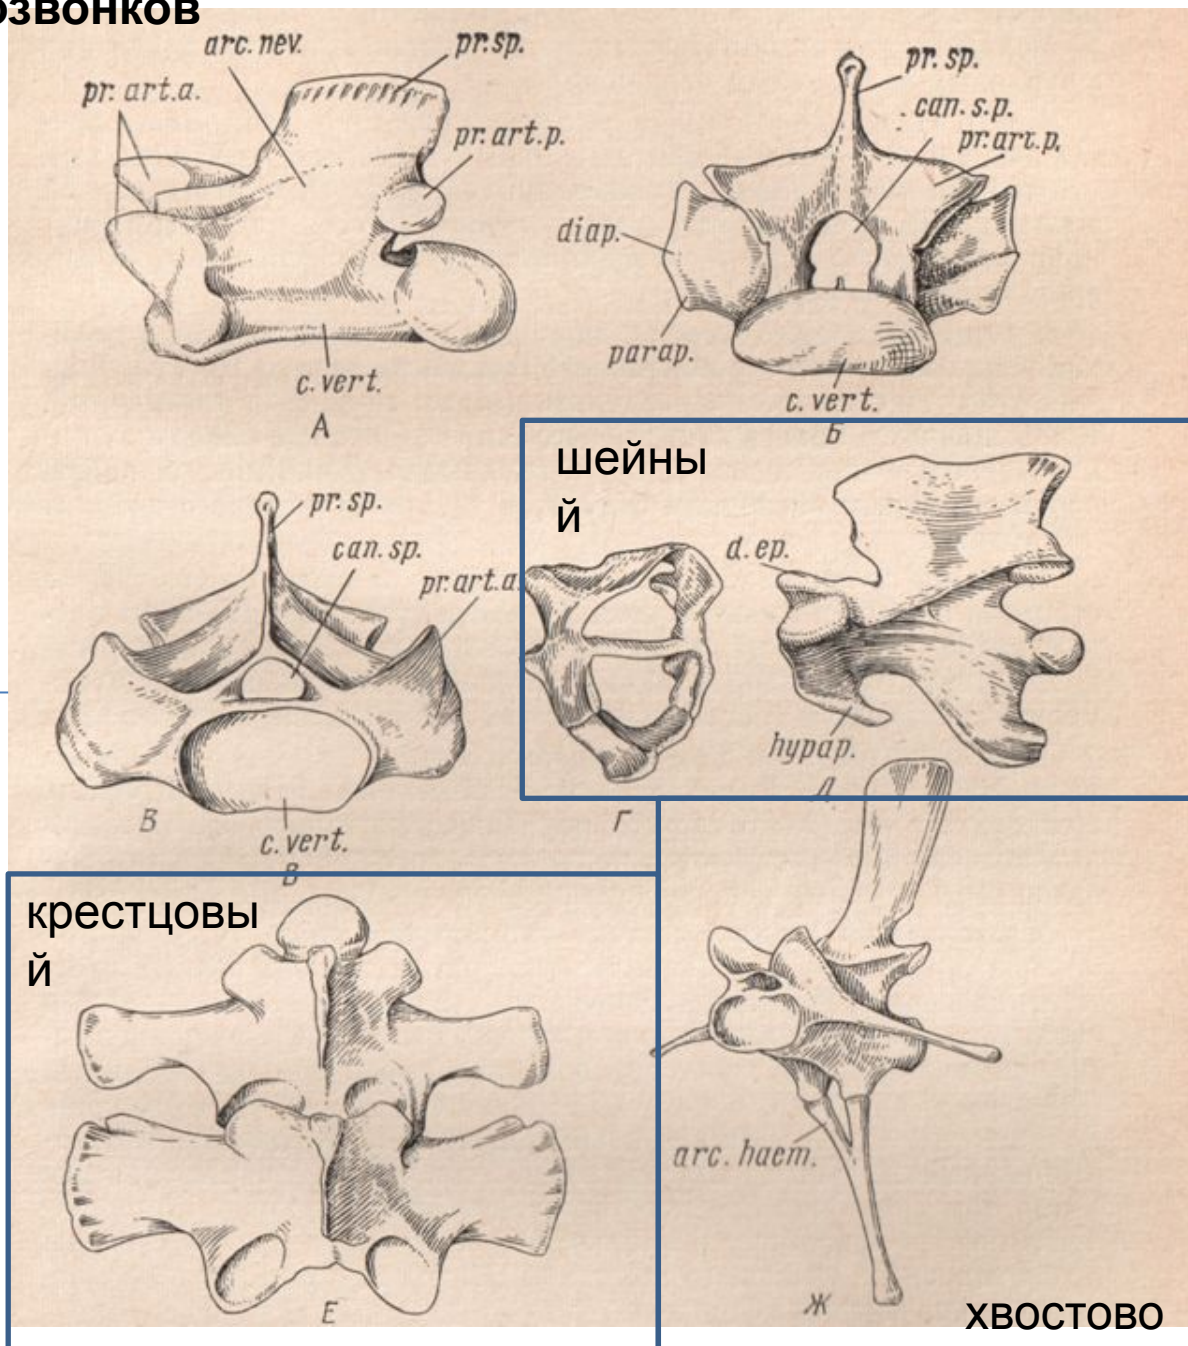 озвонков
arc. nev.
pr. sp.
pr. art. a.
pr. art. p.
c. vert.
А
pr. sp.
can. s.p.
pr. art. p.
diap.
parap.
c. vert.
Б
pr. sp.
can. sp.
pr. art. a.
В
c. vert.
В
шейны
й
d. ep.
hypap.
Г
Д
крестцовы
й
Е
arc. haem.
Ж
хвостово